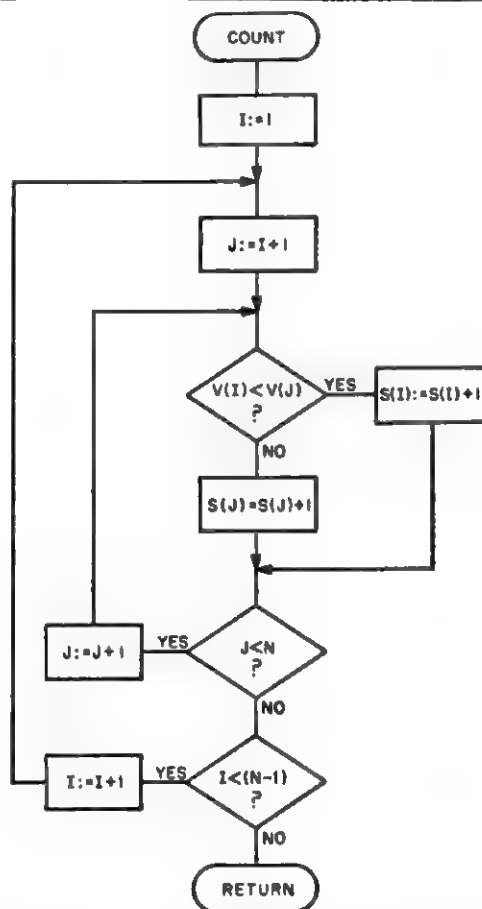 COUNT
I:=1
J:=I+1
V(I)<V(J)
?
YES
S(I):=S(I)+1
NO
S(J)=S(J)+1
J:=J+1
YES
J<N
?
NO
I:=I+1
YES
I<(N-1)
?
NO
RETURN